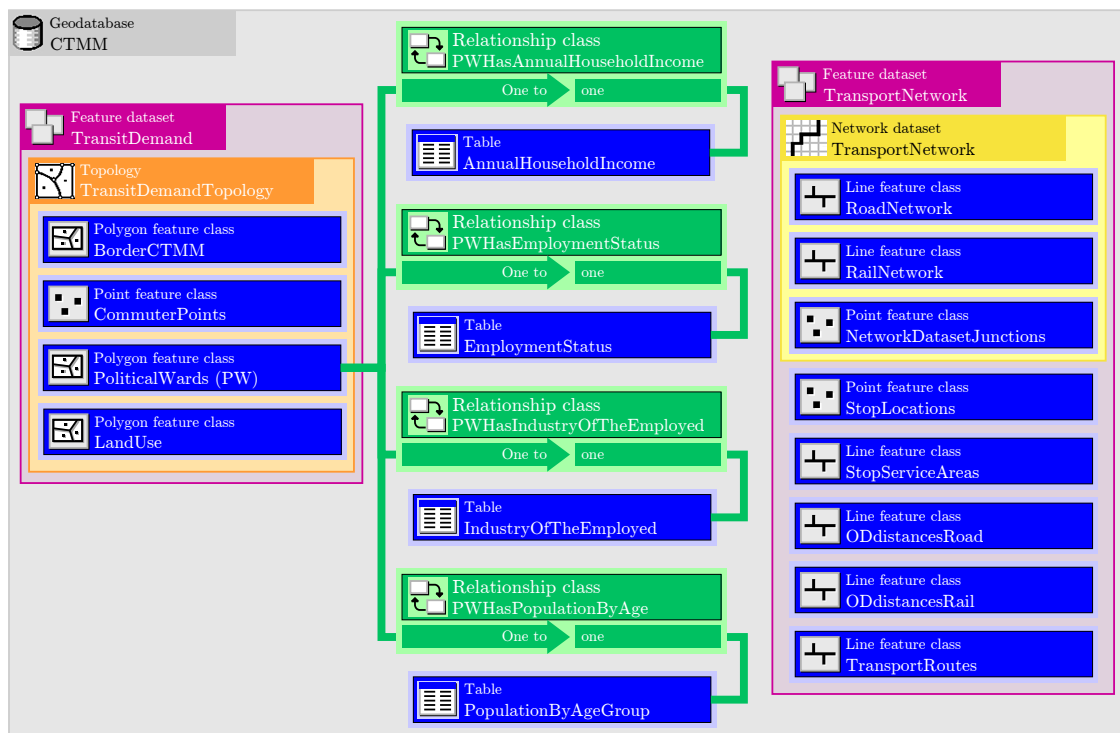 Geodatabase
CTMM
Feature dataset
TransitDemand
Topology
TransitDemandTopology
Polygon feature class
BorderCTMM
Point feature class
CommuterPoints
Polygon feature class
PoliticalWards (PW)
Polygon feature class
LandUse
Relationship class
PWHasAnnualHouseholdIncome
One to one
Table
AnnualHouseholdIncome
Relationship class
PWHasEmploymentStatus
One to one
Table
EmploymentStatus
Relationship class
PWHasIndustryOfTheEmployed
One to one
Table
IndustryOfTheEmployed
Relationship class
PWHasPopulationByAge
One to one
Table
PopulationByAgeGroup
Feature dataset
TransportNetwork
Network dataset
TransportNetwork
Line feature class
RoadNetwork
Line feature class
RailNetwork
Point feature class
NetworkDatasetJunctions
Point feature class
StopLocations
Line feature class
StopServiceAreas
Line feature class
ODdistancesRoad
Line feature class
ODdistancesRail
Line feature class
TransportRoutes